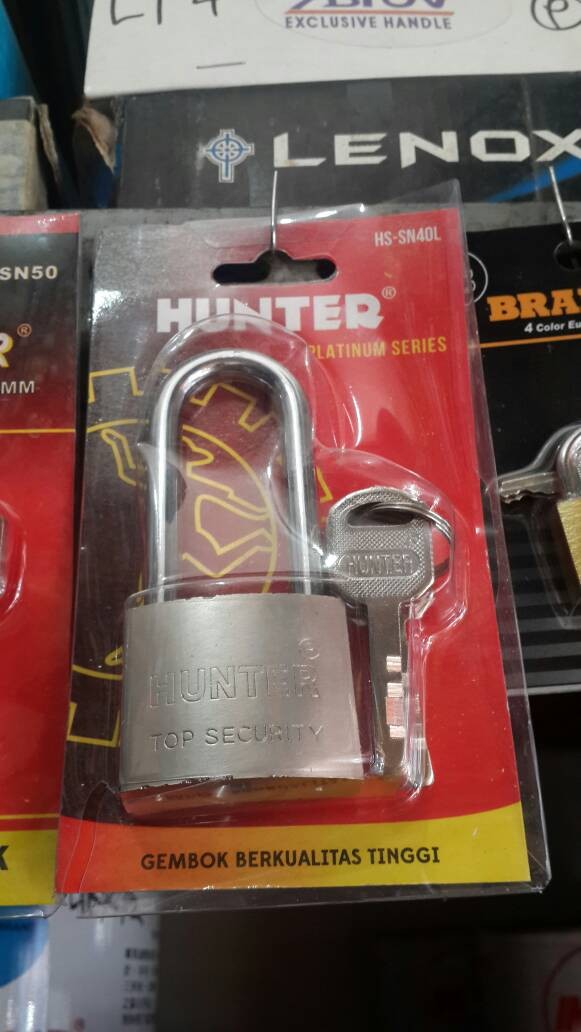 EXCLUSIVE HANDLE
LENOX
SN50
HS-SN40L
HUNTER®
PLATINUM SERIES
R®
MM
BRA
4 Color Eu
HUNTER
HUNTER®
TOP SECURITY
K
GEMBOK BERKUALITAS TINGGI